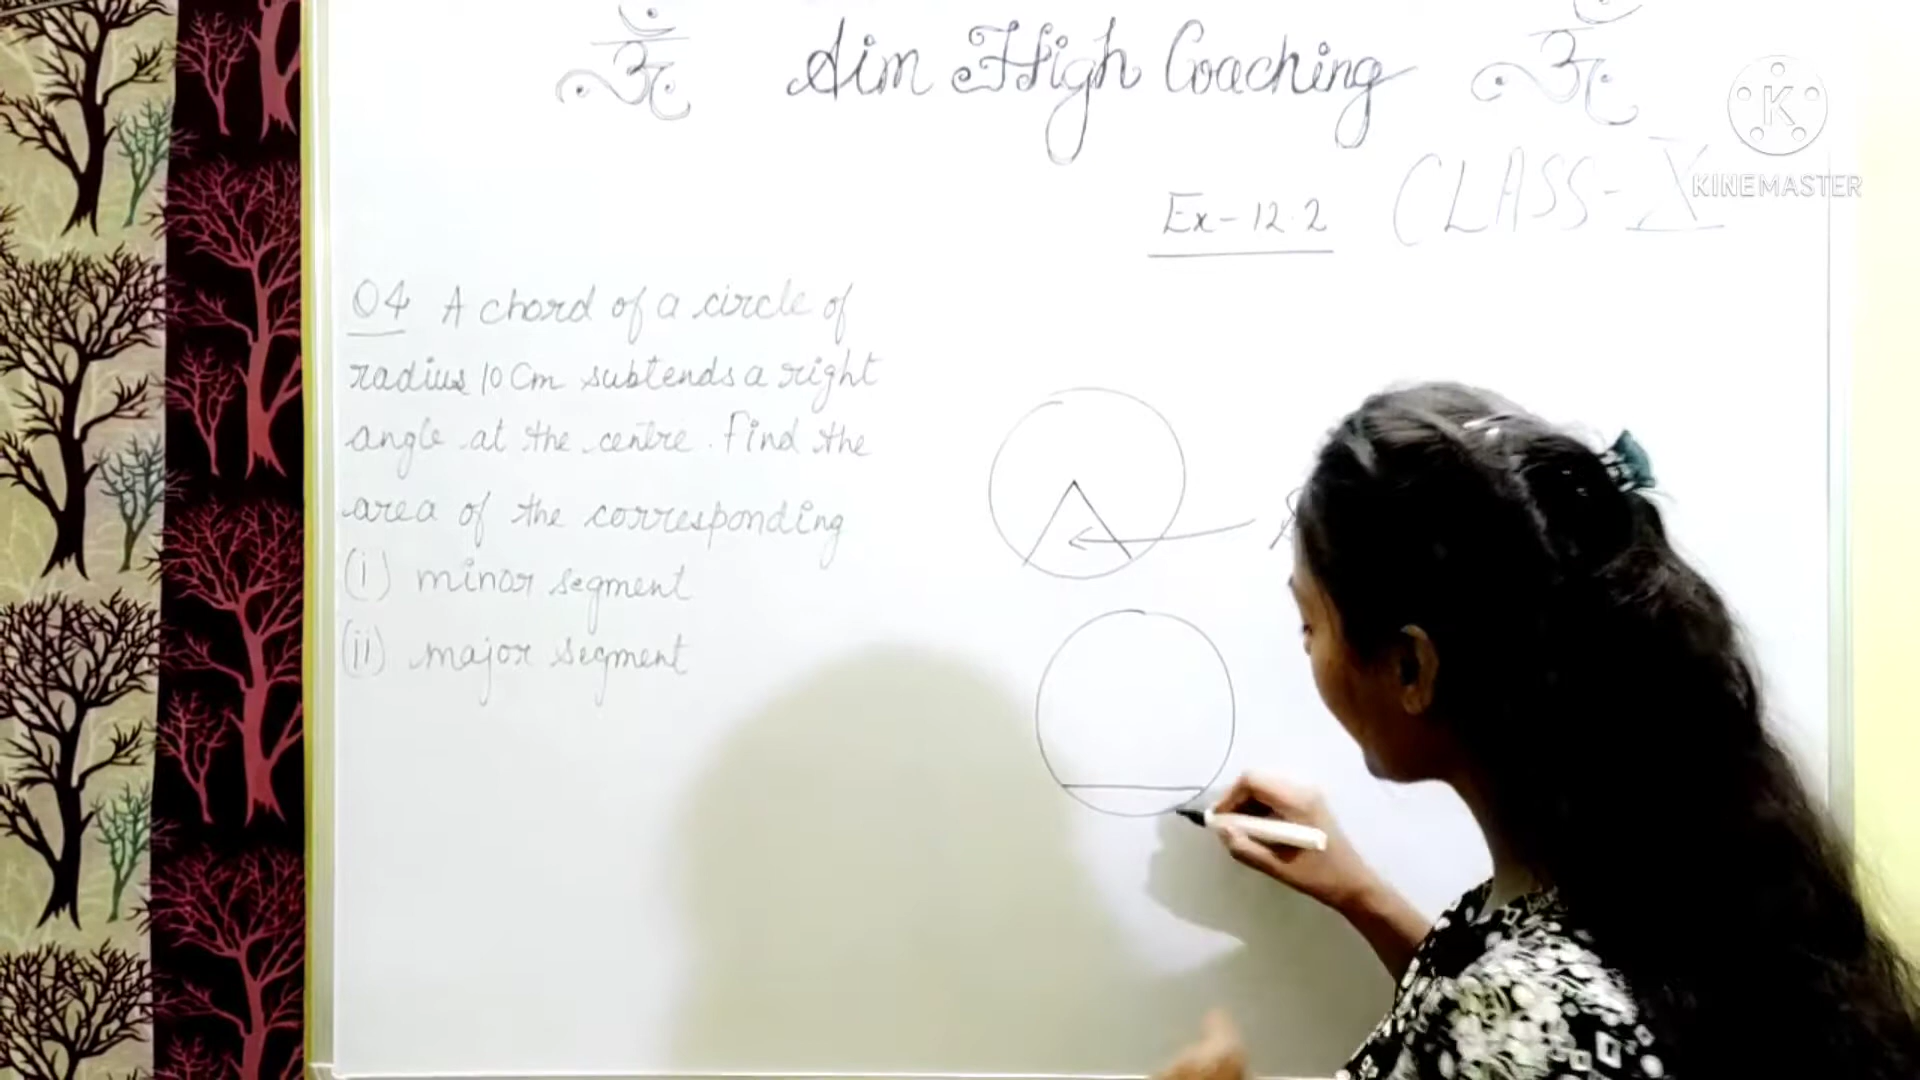 ॐ Aim High Coaching ॐ
K
KINEMASTER
Ex-12.2 CLASS-X
Q4 A chord of a circle of
radius 10 Cm subtends a right
angle at the centre. Find the
area of the corresponding
(i) minor segment
(ii) major segment